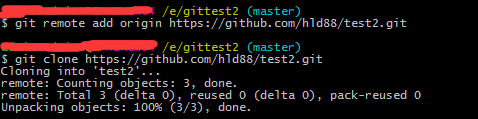 /e/gittest2 (master)
$ git remote add origin https://github.com/hld88/test2.git
/e/gittest2 (master)
$ git clone https://github.com/hld88/test2.git
Cloning into 'test2'...
remote: Counting objects: 3, done.
remote: Total 3 (delta 0), reused 0 (delta 0), pack-reused 0
Unpacking objects: 100% (3/3), done.